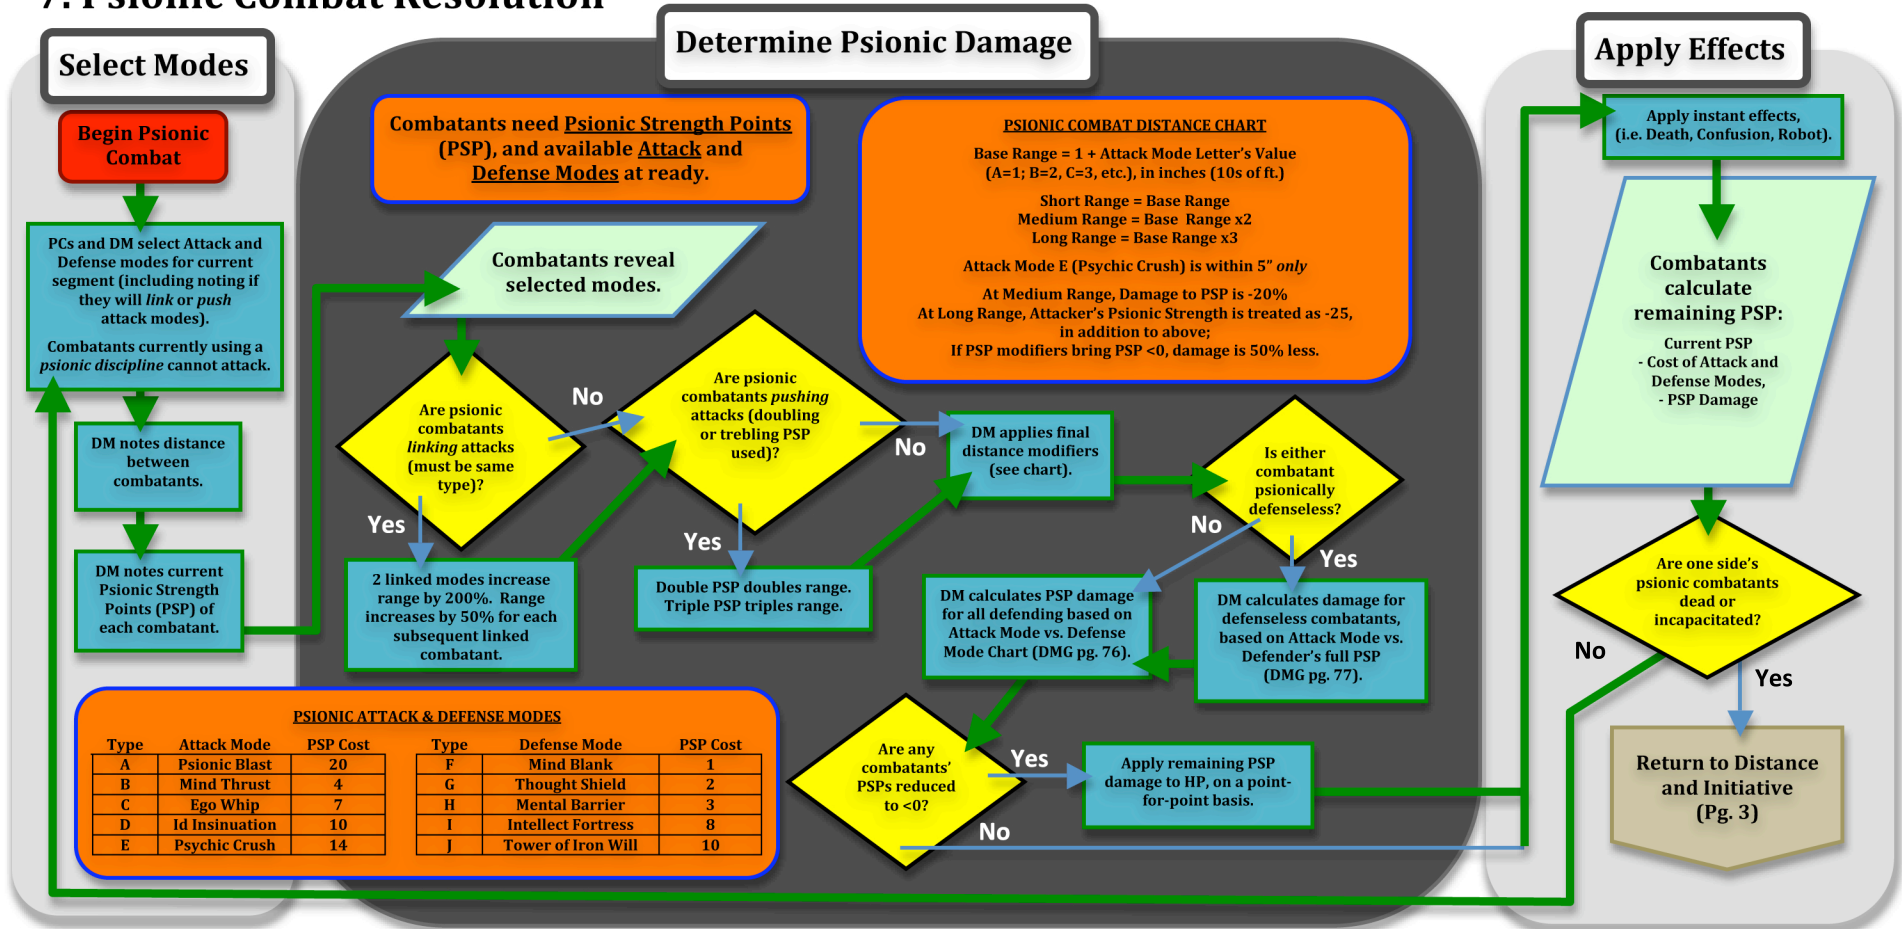 7. Psionic Combat Resolution
Select Modes
Begin Psionic
Combat
PCs and DM select Attack and
Defense modes for current
segment (including noting if
they will link or push
attack modes).
Combatants currently using a
psionic discipline cannot attack.
DM notes distance
between
combatants.
DM notes current
Psionic Strength
Points (PSP) of
each combatant.
Determine Psionic Damage
Combatants need Psionic Strength Points
(PSP), and available Attack and
Defense Modes at ready.
PSIONIC COMBAT DISTANCE CHART
Base Range = 1 + Attack Mode Letter's Value
(A=1; B=2, C=3, etc.), in inches (10s of ft.)
Short Range = Base Range
Medium Range = Base Range x2
Long Range = Base Range x3
Attack Mode E (Psychic Crush) is within 5" only
At Medium Range, Damage to PSP is -20%
At Long Range, Attacker's Psionic Strength is treated as -25,
in addition to above;
If PSP modifiers bring PSP <0, damage is 50% less.
Combatants reveal
selected modes.
Are psionic
combatants
linking attacks
(must be same
type)?
No
Yes
2 linked modes increase
range by 200%. Range
increases by 50% for each
subsequent linked
combatant.
Are psionic
combatants pushing
attacks (doubling
or trebling PSP
used)?
No
Yes
Double PSP doubles range.
Triple PSP triples range.
DM applies final
distance modifiers
(see chart).
Is either
combatant
psionically
defenseless?
No
Yes
DM calculates PSP damage
for all defending based on
Attack Mode vs. Defense
Mode Chart (DMG pg. 76).
DM calculates damage for
defenseless combatants,
based on Attack Mode vs.
Defender's full PSP
(DMG pg. 77).
Are any
combatants'
PSPs reduced
to <0?
Yes
No
Apply remaining PSP
damage to HP, on a point-
for-point basis.
PSIONIC ATTACK & DEFENSE MODES
Type Attack Mode PSP Cost Type Defense Mode PSP Cost
A Psionic Blast 20 F Mind Blank 1
B Mind Thrust 4 G Thought Shield 2
C Ego Whip 7 H Mental Barrier 3
D Id Insinuation 10 I Intellect Fortress 8
E Psychic Crush 14 J Tower of Iron Will 10
Apply Effects
Apply instant effects,
(i.e. Death, Confusion, Robot).
Combatants
calculate
remaining PSP:
Current PSP
- Cost of Attack and
Defense Modes,
- PSP Damage
Are one side's
psionic combatants
dead or
incapacitated?
No
Yes
Return to Distance
and Initiative
(Pg. 3)